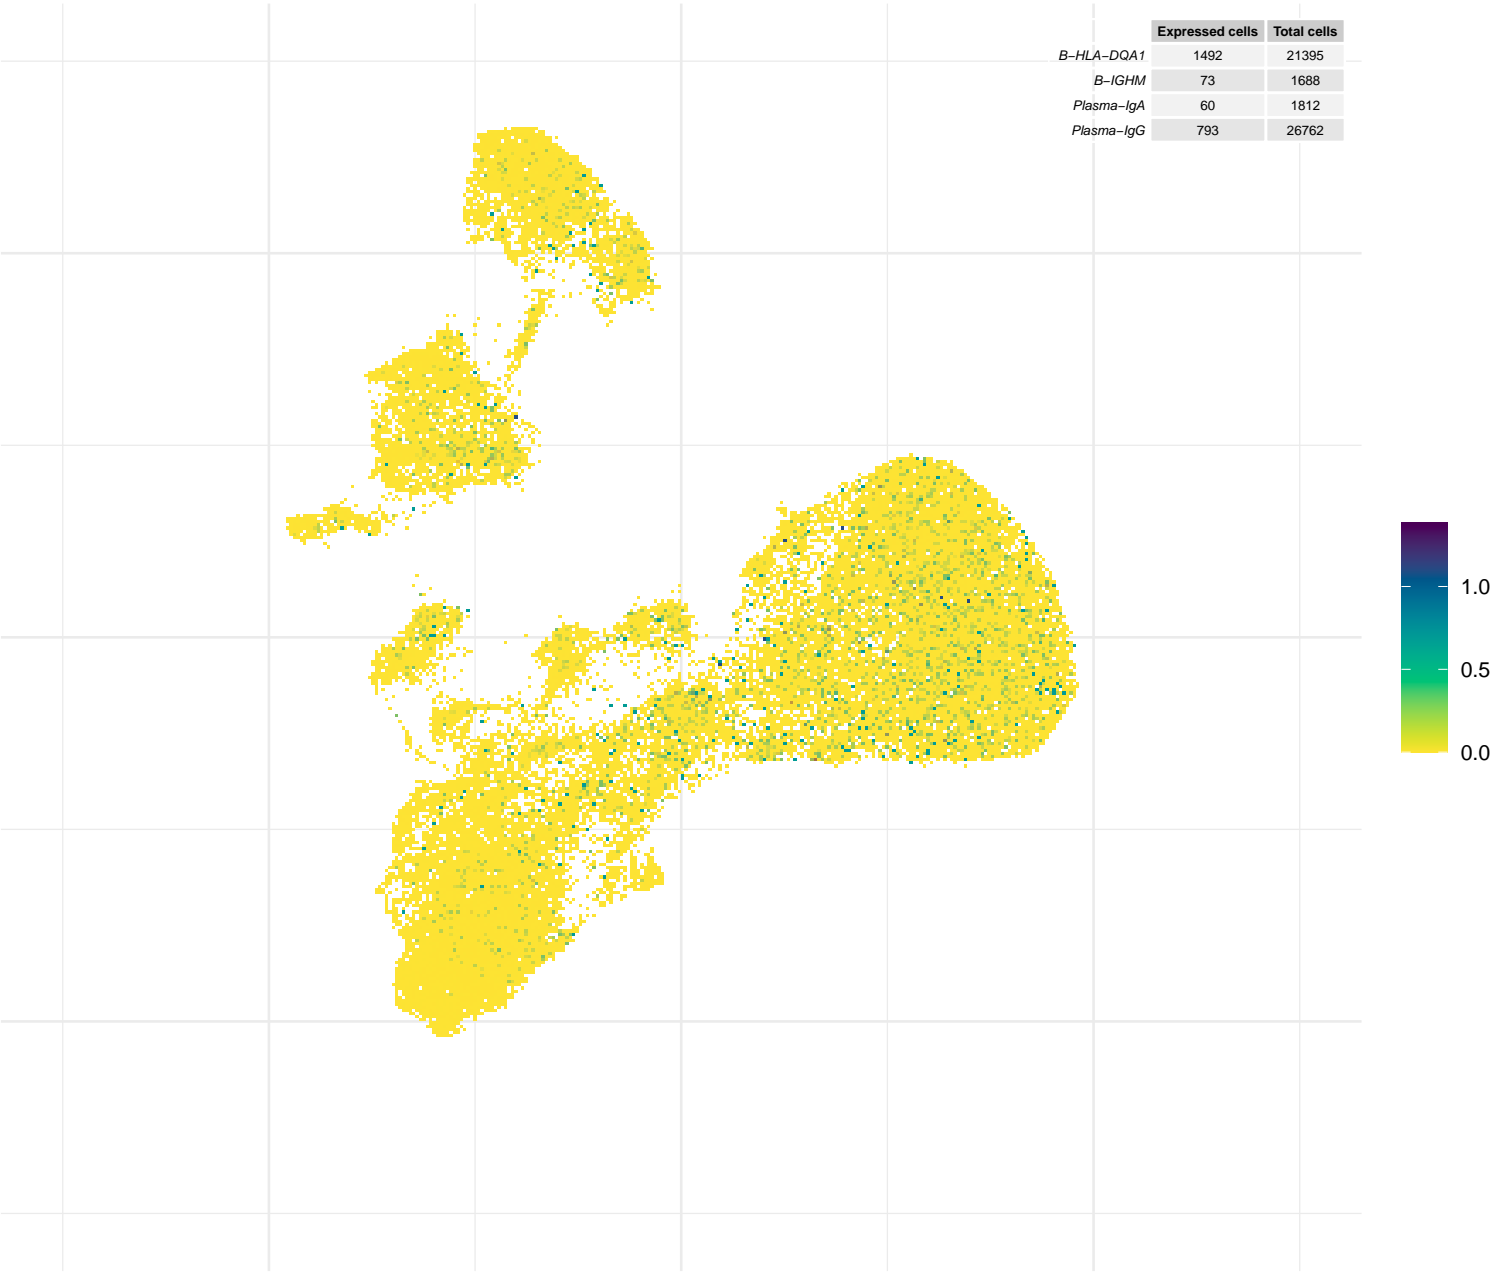 Expressed cells Total cells
B−HLA−DQA1 1492 21395
B−IGHM 73 1688
Plasma−IgA 60 1812
Plasma−IgG 793 26762
1.0
0.5
0.0